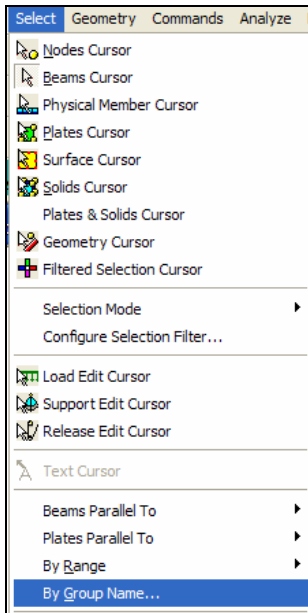 Select Geometry Commands Analyze
Nodes Cursor
Beams Cursor
Physical Member Cursor
Plates Cursor
Surface Cursor
Solids Cursor
Plates & Solids Cursor
Geometry Cursor
Filtered Selection Cursor
Selection Mode
Configure Selection Filter...
Load Edit Cursor
Support Edit Cursor
Release Edit Cursor
Text Cursor
Beams Parallel To
Plates Parallel To
By Range
By Group Name...